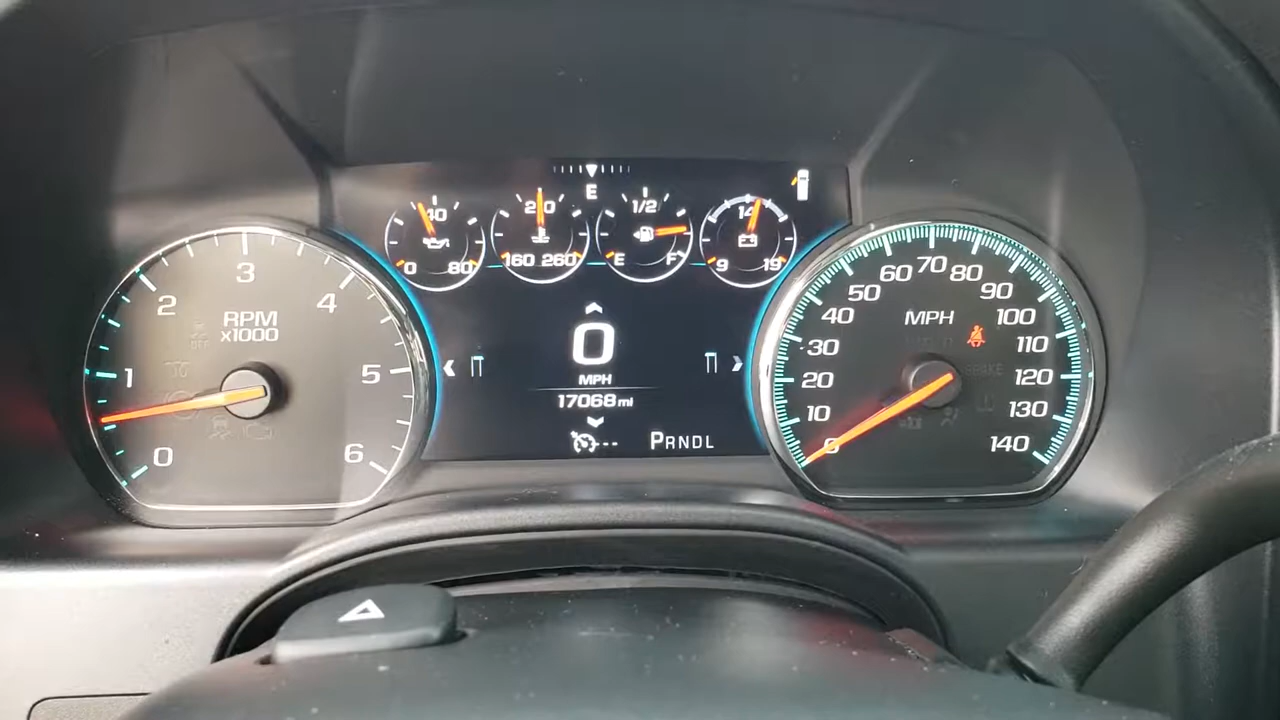 E
40
0 80
210
160 260
1/2
E F
14
9 19
0 1 2 3 4 5 6
RPM
x1000
0
MPH
17068 mi
---
PRNDL
0 10 20 30 40 50 60 70 80 90 100 110 120 130 140
MPH
BRAKE